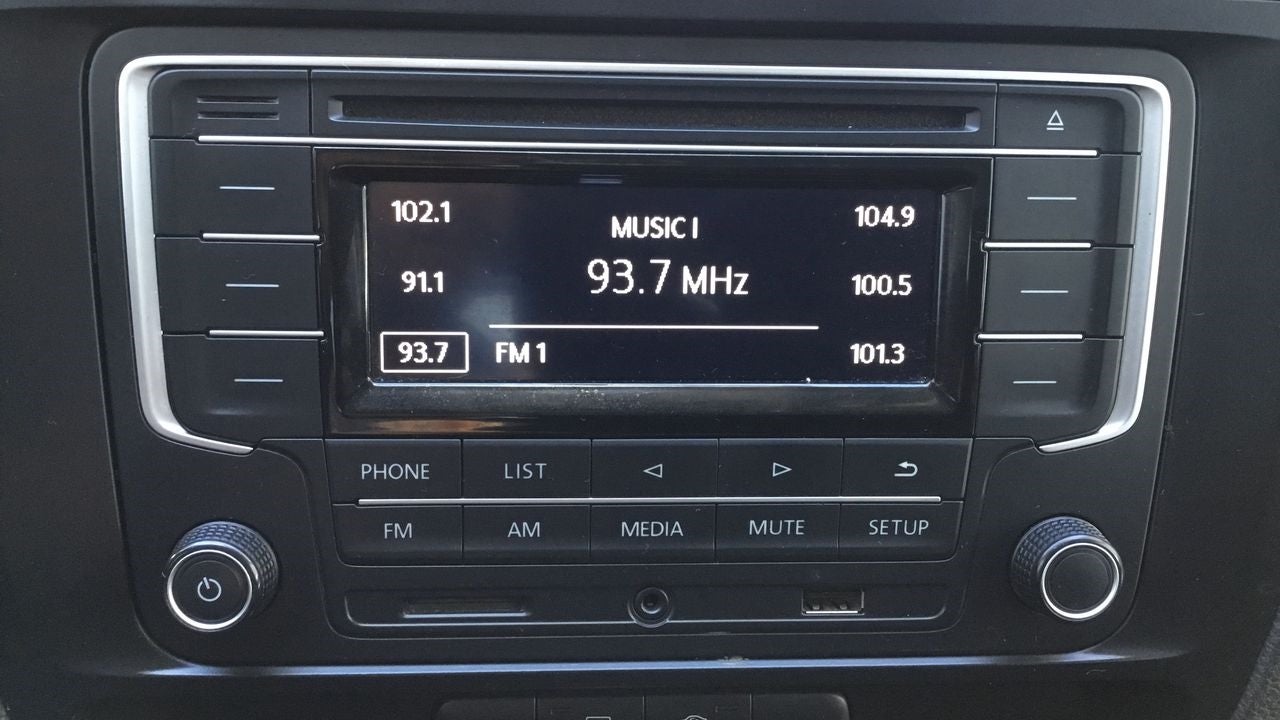 102.1
MUSIC I
104.9
91.1
93.7 MHz
100.5
93.7
FM 1
101.3
PHONE LIST
FM AM MEDIA MUTE SETUP